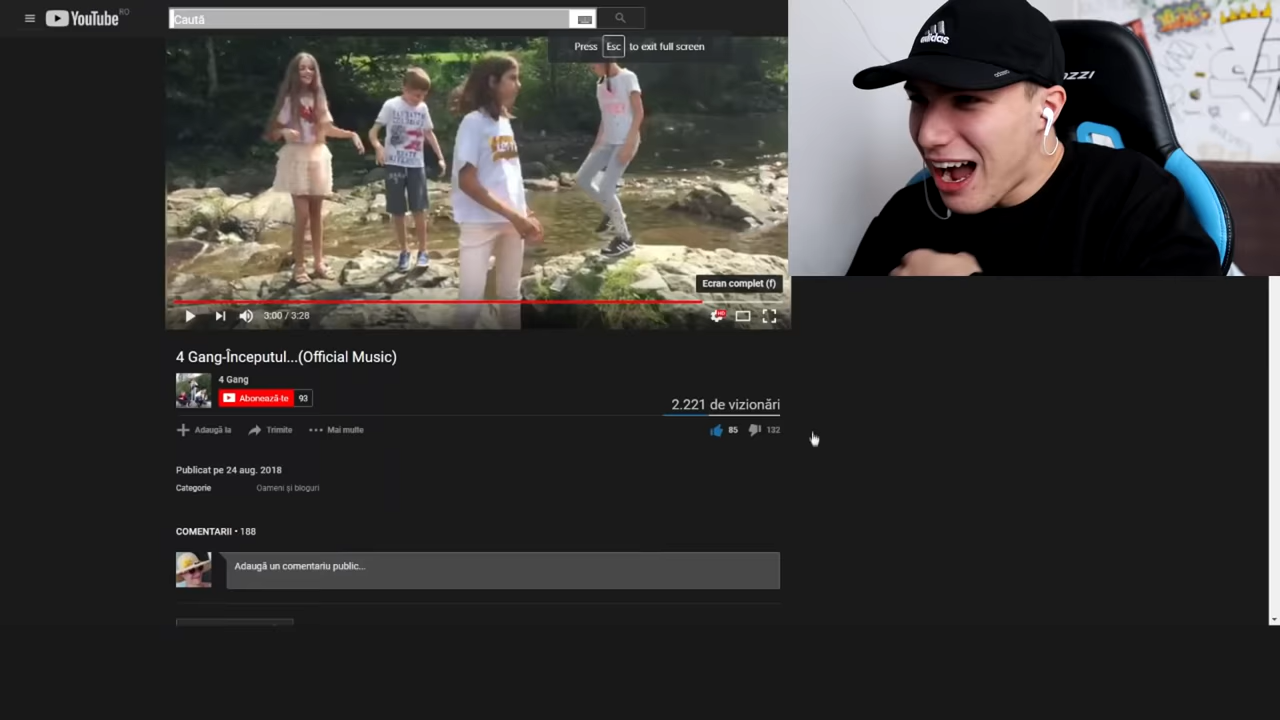 YouTube RO
Caută
Press Esc to exit full screen
adidas
OZZI
Ecran complet (f)
3:00 / 3:28
HD
4 Gang-Începutul...(Official Music)
4 Gang
Abonează-te 93
2.221 de vizionări
Adaugă la Trimite Mai multe
85 132
Publicat pe 24 aug. 2018
Categorie Oameni și bloguri
COMENTARII • 188
Adaugă un comentariu public...